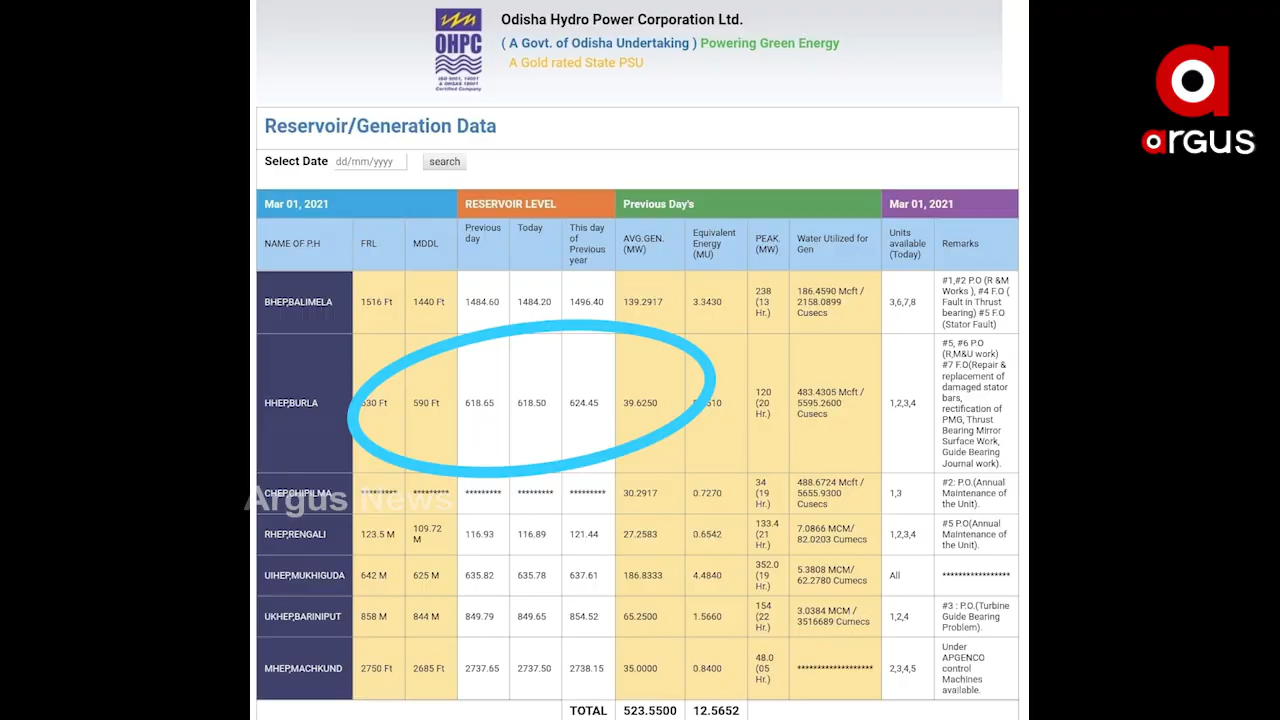 Odisha Hydro Power Corporation Ltd.
( A Govt. of Odisha Undertaking ) Powering Green Energy
A Gold rated State PSU
OHPC
ISO 9001, 14001
& OHSAS 18001
Certified Company
argus
Reservoir/Generation Data
Select Date dd/mm/yyyy search
Mar 01, 2021 RESERVOIR LEVEL Previous Day's Mar 01, 2021
NAME OF P.H FRL MDDL Previous day Today This day of Previous year AVG.GEN. (MW) Equivalent Energy (MU) PEAK. (MW) Water Utilized for Gen Units available (Today) Remarks
BHEP,BALIMELA 1516 Ft 1440 Ft 1484.60 1484.20 1496.40 139.2917 3.3430 238 (13 Hr.) 186.4590 Mcft / 2158.0899 Cusecs 3,6,7,8 #1,#2 P.O (R &M Works ), #4 F.O ( Fault in Thrust bearing) #5 F.O (Stator Fault)
HHEP,BURLA 630 Ft 590 Ft 618.65 618.50 624.45 39.6250 120 (20 Hr.) 483.4305 Mcft / 5595.2600 Cusecs 1,2,3,4 #5, #6 P.O (R,M&U work) #7 F.O(Repair & replacement of damaged stator bars, rectification of PMG, Thrust Bearing Mirror Surface Work, Guide Bearing Journal work).
CHEP,CHIPILMA ********* ********* ********* ********* ********* 30.2917 0.7270 34 (19 Hr.) 488.6724 Mcft / 5655.9300 Cusecs 1,3 #2: P.O.(Annual Maintenance of the Unit).
Argus News
RHEP,RENGALI 123.5 M 109.72 M 116.93 116.89 121.44 27.2583 0.6542 133.4 (21 Hr.) 7.0866 MCM/ 82.0203 Cumecs 1,2,3,4 #5 P.O(Annual Maintenance of the Unit).
UIHEP,MUKHIGUDA 642 M 625 M 635.82 635.78 637.61 186.8333 4.4840 352.0 (19 Hr.) 5.3808 MCM/ 62.2780 Cumecs All *****************
UKHEP,BARINIPUT 858 M 844 M 849.79 849.65 854.52 65.2500 1.5660 154 (22 Hr.) 3.0384 MCM / 3516689 Cumecs 1,2,4 #3 : P.O.(Turbine Guide Bearing Problem).
MHEP,MACHKUND 2750 Ft 2685 Ft 2737.65 2737.50 2738.15 35.0000 0.8400 48.0 (05 Hr.) ******************* 2,3,4,5 Under APGENCO control Machines available.
TOTAL 523.5500 12.5652